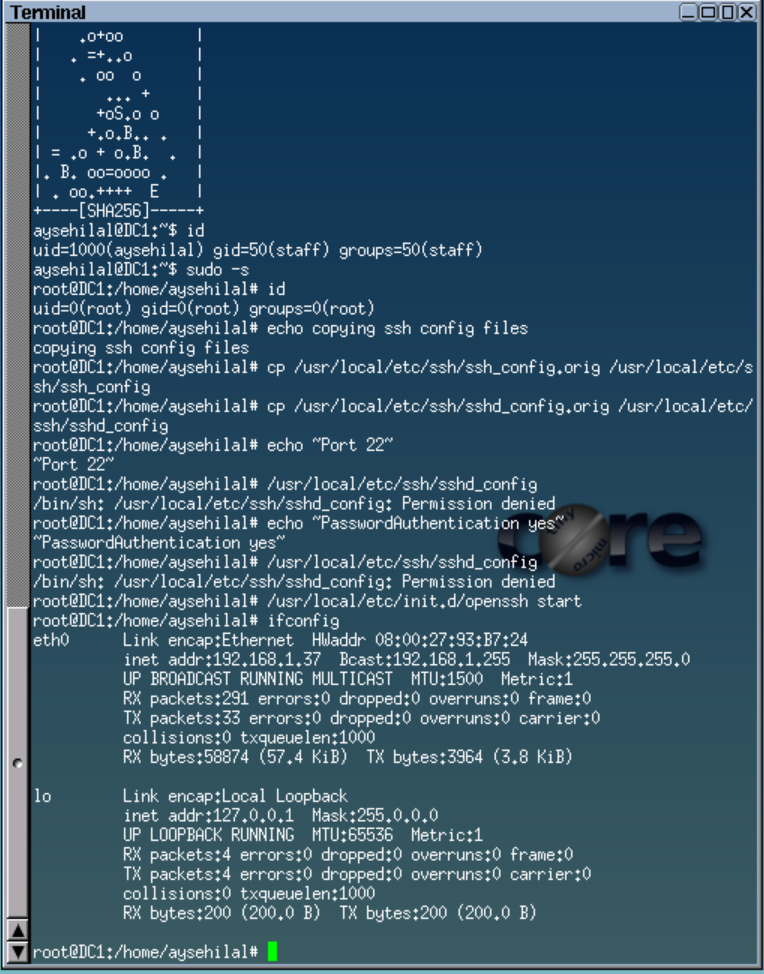 Terminal
|     .o+oo         |
|    . =+..o        |
|     . oo  o       |
|        ... +      |
|       +oS.o o     |
|      +.o.B.. .    |
| = .o + o.B.  .    |
|. B. oo=oooo .     |
| . oo.++++  E      |
+----[SHA256]-----+
aysehilal@DC1:~$ id
uid=1000(aysehilal) gid=50(staff) groups=50(staff)
aysehilal@DC1:~$ sudo -s
root@DC1:/home/aysehilal# id
uid=0(root) gid=0(root) groups=0(root)
root@DC1:/home/aysehilal# echo copying ssh config files
copying ssh config files
root@DC1:/home/aysehilal# cp /usr/local/etc/ssh/ssh_config.orig /usr/local/etc/s
sh/ssh_config
root@DC1:/home/aysehilal# cp /usr/local/etc/ssh/sshd_config.orig /usr/local/etc/
ssh/sshd_config
root@DC1:/home/aysehilal# echo ~Port 22~
~Port 22~
root@DC1:/home/aysehilal# /usr/local/etc/ssh/sshd_config
/bin/sh: /usr/local/etc/ssh/sshd_config: Permission denied
root@DC1:/home/aysehilal# echo ~PasswordAuthentication yes~
~PasswordAuthentication yes~
root@DC1:/home/aysehilal# /usr/local/etc/ssh/sshd_config
/bin/sh: /usr/local/etc/ssh/sshd_config: Permission denied
root@DC1:/home/aysehilal# /usr/local/etc/init.d/openssh start
root@DC1:/home/aysehilal# ifconfig
eth0      Link encap:Ethernet  HWaddr 08:00:27:93:B7:24
          inet addr:192.168.1.37  Bcast:192.168.1.255  Mask:255.255.255.0
          UP BROADCAST RUNNING MULTICAST  MTU:1500  Metric:1
          RX packets:291 errors:0 dropped:0 overruns:0 frame:0
          TX packets:33 errors:0 dropped:0 overruns:0 carrier:0
          collisions:0 txqueuelen:1000
          RX bytes:58874 (57.4 KiB)  TX bytes:3964 (3.8 KiB)
lo        Link encap:Local Loopback
          inet addr:127.0.0.1  Mask:255.0.0.0
          UP LOOPBACK RUNNING  MTU:65536  Metric:1
          RX packets:4 errors:0 dropped:0 overruns:0 frame:0
          TX packets:4 errors:0 dropped:0 overruns:0 carrier:0
          collisions:0 txqueuelen:1000
          RX bytes:200 (200.0 B)  TX bytes:200 (200.0 B)
root@DC1:/home/aysehilal#
core
micro